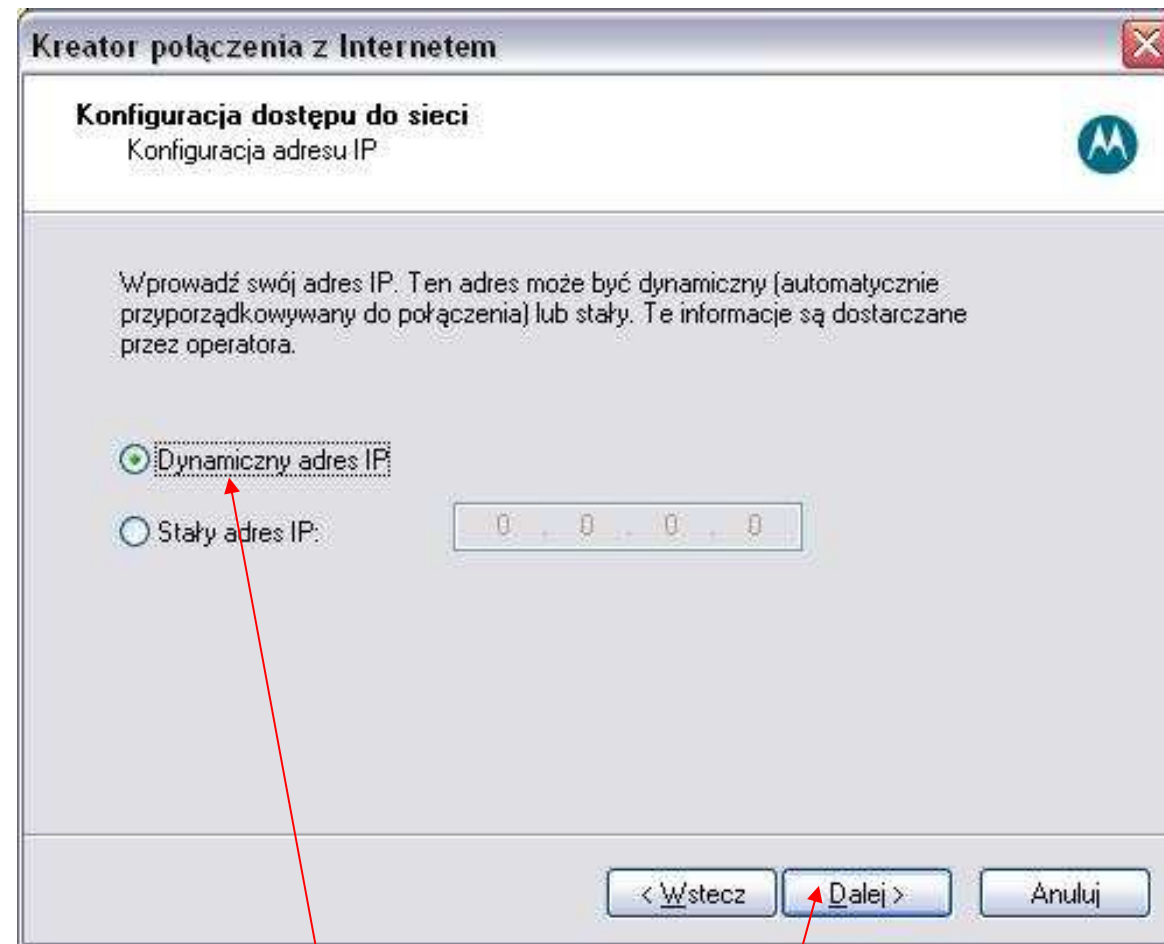 Kreator połączenia z Internetem
Konfiguracja dostępu do sieci
Konfiguracja adresu IP
Wprowadź swój adres IP. Ten adres może być dynamiczny (automatycznie
przyporządkowywany do połączenia) lub stały. Te informacje są dostarczane
przez operatora.
Dynamiczny adres IP
Stały adres IP: 0 . 0 . 0 . 0
< Wstecz Dalej > Anuluj